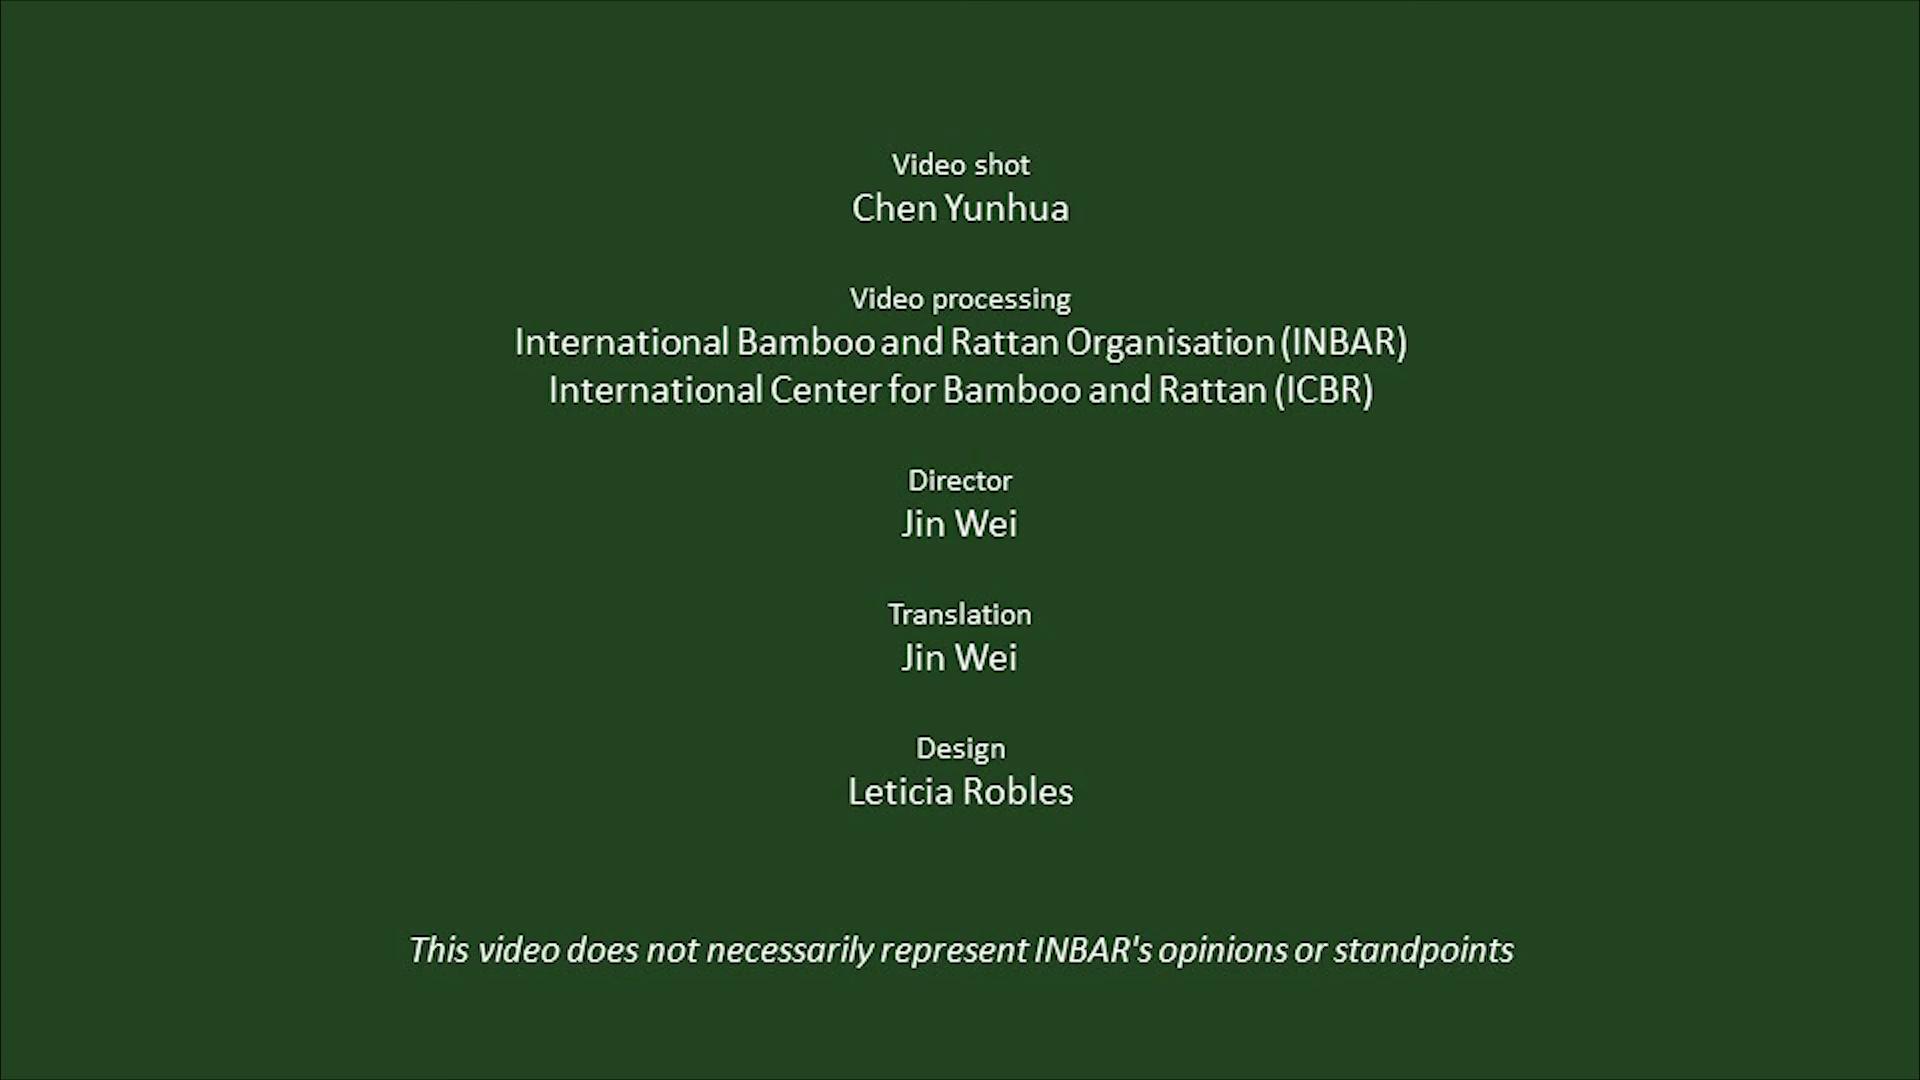 Video shot
Chen Yunhua
Video processing
International Bamboo and Rattan Organisation (INBAR)
International Center for Bamboo and Rattan (ICBR)
Director
Jin Wei
Translation
Jin Wei
Design
Leticia Robles
This video does not necessarily represent INBAR's opinions or standpoints